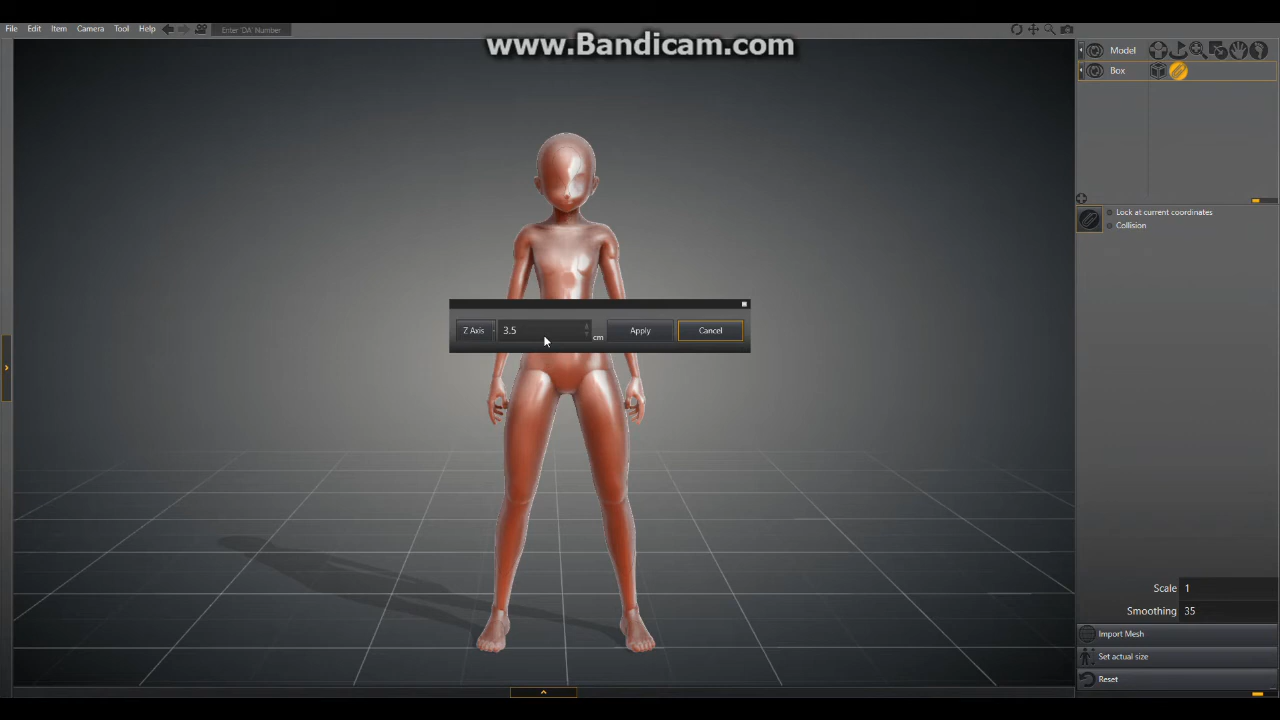 File Edit Item Camera Tool Help Enter 'DA' Number
www.Bandicam.com
Model
Box
Lock at current coordinates
Collision
Z Axis 3.5 cm Apply Cancel
Scale 1
Smoothing 35
Import Mesh
Set actual size
Reset